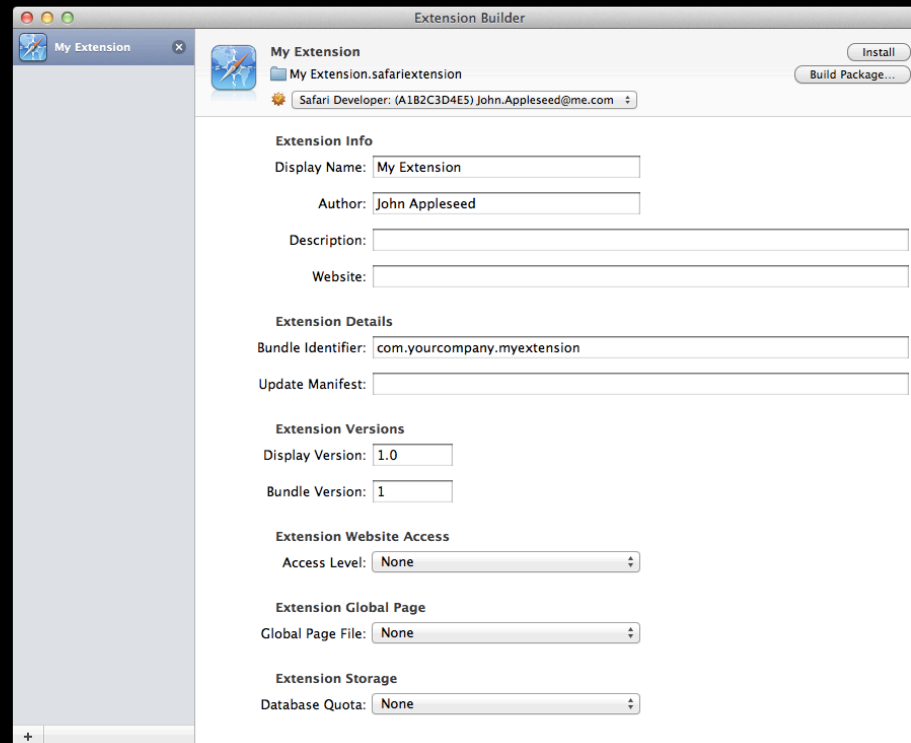 Extension Builder
My Extension
My Extension
Install
My Extension.safariextension
Build Package...
Safari Developer: (A1B2C3D4E5) John.Appleseed@me.com
Extension Info
Display Name: My Extension
Author: John Appleseed
Description:
Website:
Extension Details
Bundle Identifier: com.yourcompany.myextension
Update Manifest:
Extension Versions
Display Version: 1.0
Bundle Version: 1
Extension Website Access
Access Level: None
Extension Global Page
Global Page File: None
Extension Storage
Database Quota: None
+